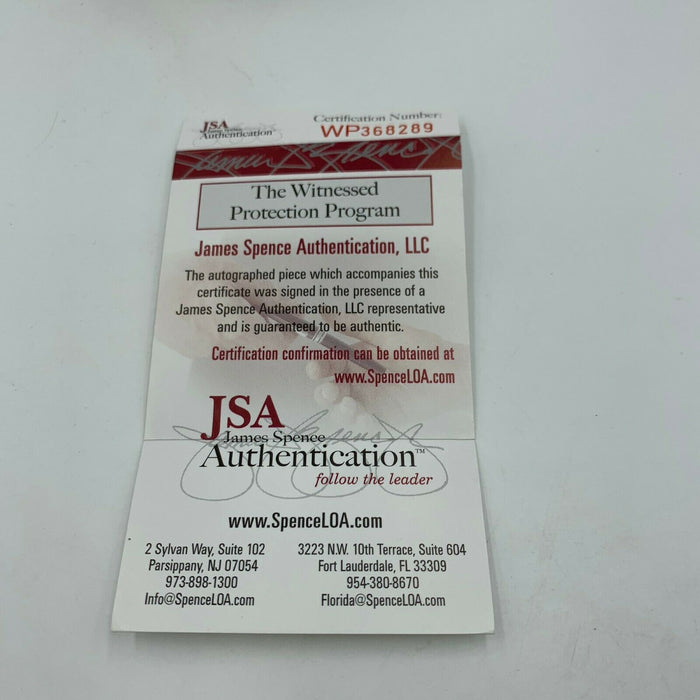 JSA
James Spence
Authentication™
Certification Number:
WP368289
The Witnessed
Protection Program
James Spence Authentication, LLC
The autographed piece which accompanies this
certificate was signed in the presence of a
James Spence Authentication, LLC representative
and is guaranteed to be authentic.
Certification confirmation can be obtained at
www.SpenceLOA.com
JSA
James Spence
Authentication™
follow the leader
www.SpenceLOA.com
2 Sylvan Way, Suite 102
Parsippany, NJ 07054
973-898-1300
Info@SpenceLOA.com
3223 N.W. 10th Terrace, Suite 604
Fort Lauderdale, FL 33309
954-380-8670
Florida@SpenceLOA.com